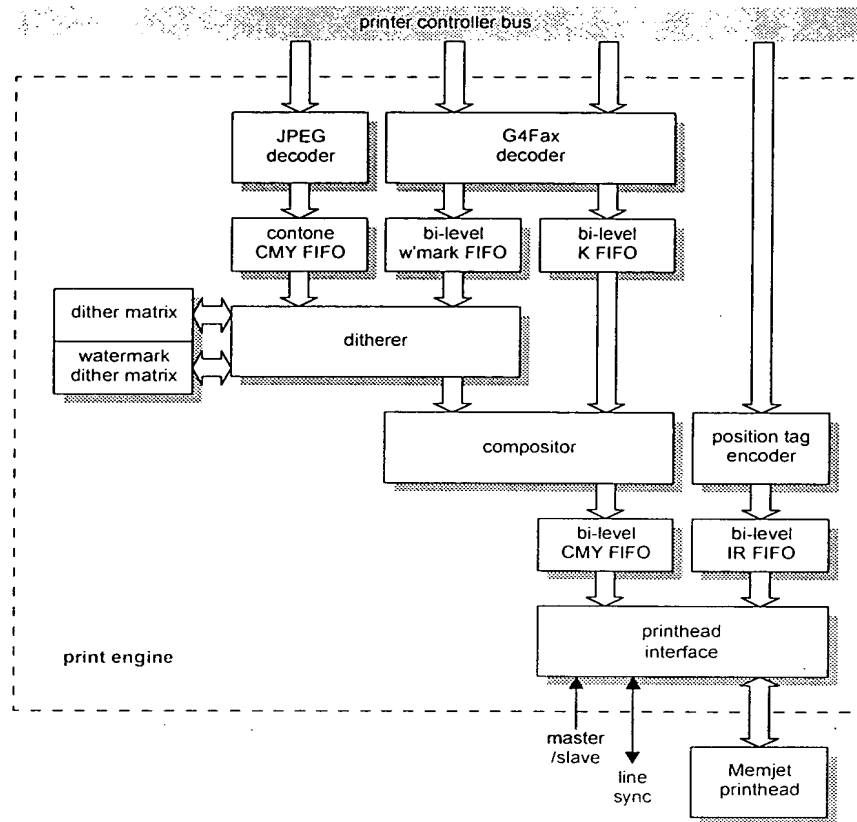 printer controller bus
JPEG
decoder
G4Fax
decoder
contone
CMY FIFO
bi-level
w'mark FIFO
bi-level
K FIFO
dither matrix
watermark
dither matrix
ditherer
compositor
position tag
encoder
bi-level
CMY FIFO
bi-level
IR FIFO
printhead
interface
print engine
master
/slave
line
sync
Memjet
printhead